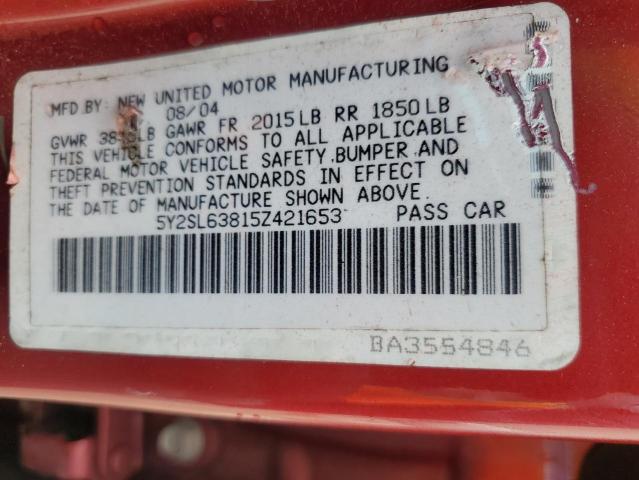 MFD.BY: NEW UNITED MOTOR MANUFACTURING
08/04
GVWR LB GAWR FR 2015LB RR 1850LB
THIS VEHICLE CONFORMS TO ALL APPLICABLE
FEDERAL MOTOR VEHICLE SAFETY,BUMPER,AND
THEFT PREVENTION STANDARDS IN EFFECT ON
THE DATE OF MANUFACTURE SHOWN ABOVE.
5Y2SL63815Z421653 PASS CAR
BA3554846